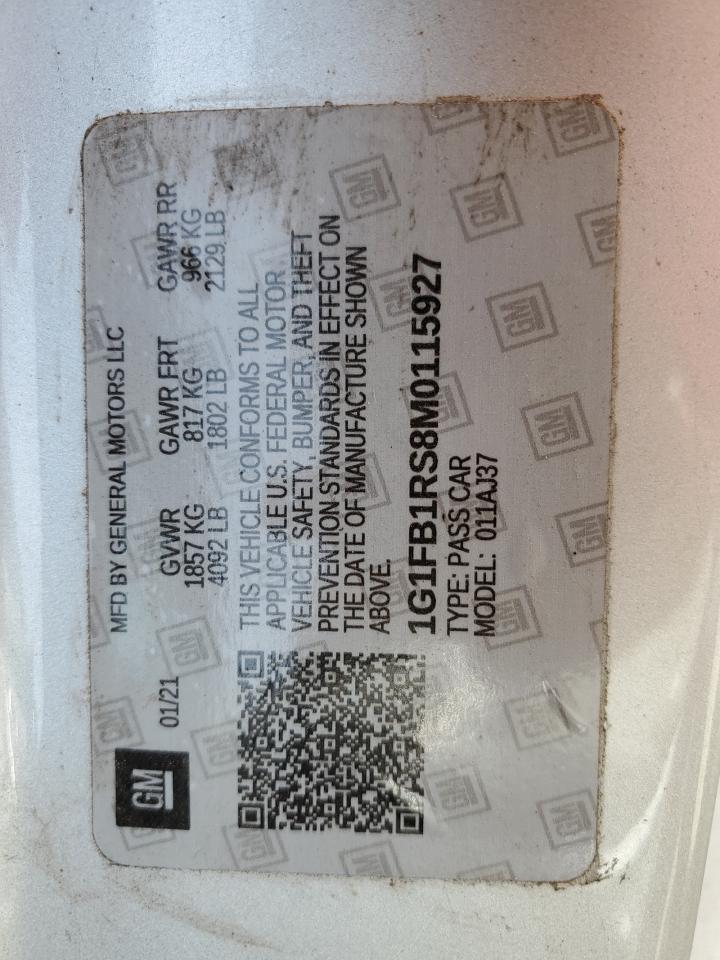 GM
01/21
MFD BY GENERAL MOTORS LLC
GVWR GAWR FRT GAWR RR
1857 KG 817 KG 966 KG
4092 LB 1802 LB 2129 LB
THIS VEHICLE CONFORMS TO ALL
APPLICABLE U.S. FEDERAL MOTOR
VEHICLE SAFETY, BUMPER, AND THEFT
PREVENTION STANDARDS IN EFFECT ON
THE DATE OF MANUFACTURE SHOWN
ABOVE.
1G1FB1RS8M0115927
TYPE: PASS CAR
MODEL: 011AJ37